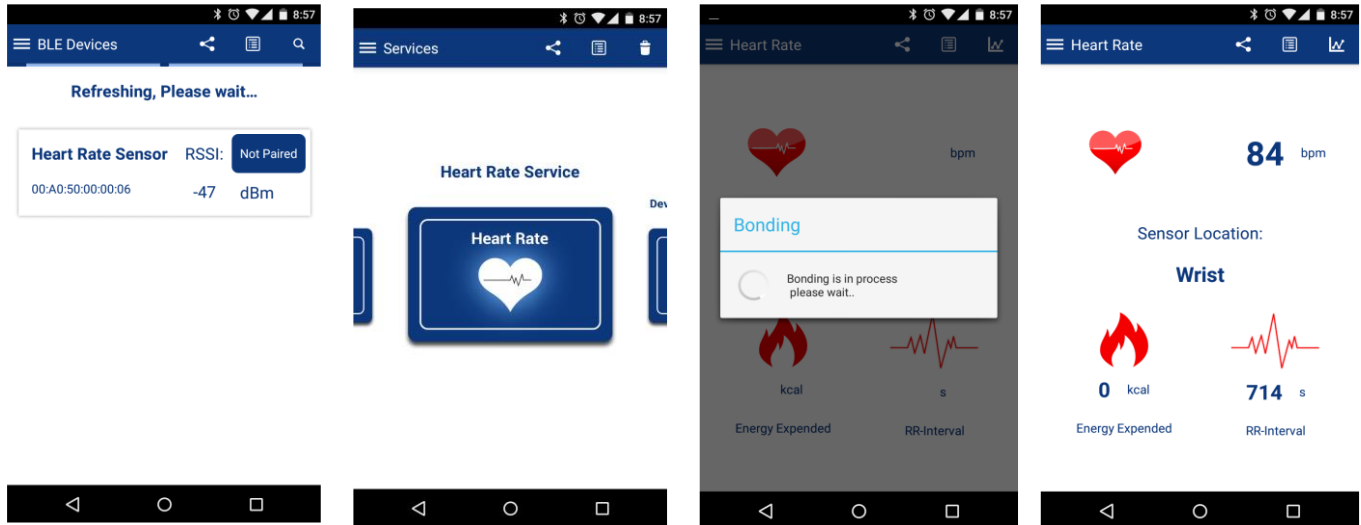 8:57
BLE Devices
Refreshing, Please wait...
Heart Rate Sensor RSSI: Not Paired
00:A0:50:00:00:06 -47 dBm
8:57
Services
Heart Rate Service
Dev
Heart Rate
8:57
Heart Rate
bpm
Bonding
Bonding is in process
please wait..
kcal s
Energy Expended RR-Interval
8:57
Heart Rate
84 bpm
Sensor Location:
Wrist
0 kcal 714 s
Energy Expended RR-Interval